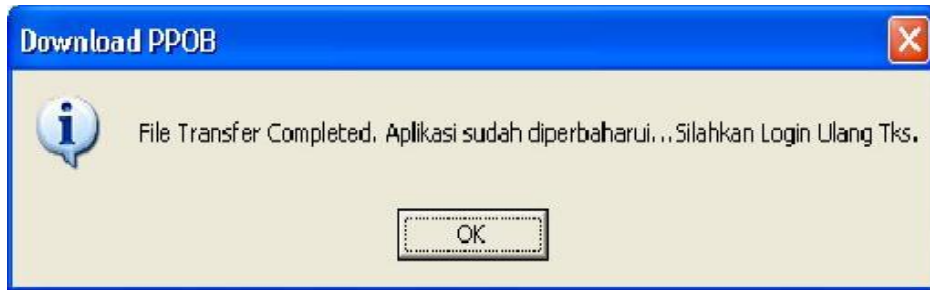 Download PPOB
File Transfer Completed. Aplikasi sudah diperbaharui...Silahkan Login Ulang Tks.
OK